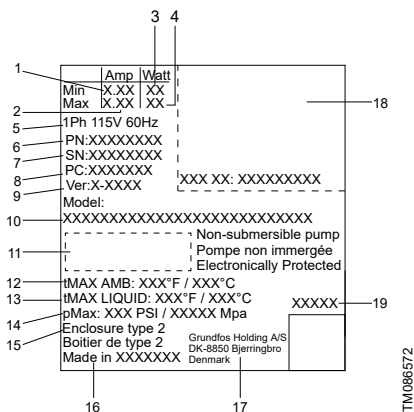 3 4
Amp Watt
1
Min X.XX XX
Max X.XX XX
2
18
5 1Ph 115V 60Hz
6 PN:XXXXXXXX
7 SN:XXXXXXXX
8 PC:XXXXXXX
XXX XX: XXXXXXXXX
9 Ver:X-XXXX
Model:
10 XXXXXXXXXXXXXXXXXXXXXXXXXXX
Non-submersible pump
11 Pompe non immergée
Electronically Protected
12 tMAX AMB: XXX°F / XXX°C
13 tMAX LIQUID: XXX°F / XXX°C
XXXXX 19
14 pMax: XXX PSI / XXXXX Mpa
15 Enclosure type 2
Boitier de type 2
Made in XXXXXXX
Grundfos Holding A/S
DK-8850 Bjerringbro
Denmark
16 17
TM086572